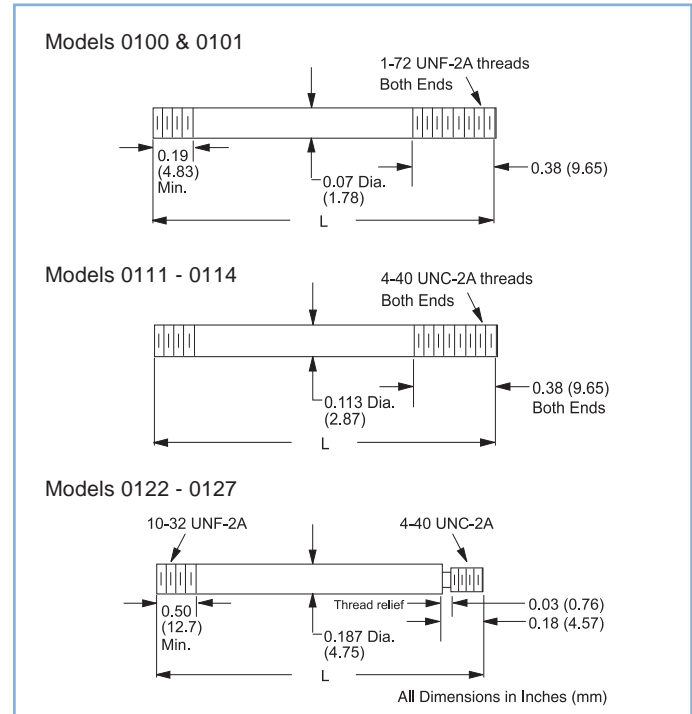 Models 0100 & 0101
1-72 UNF-2A threads
Both Ends
0.19
(4.83)
Min.
0.07 Dia.
(1.78)
0.38 (9.65)
L
Models 0111 - 0114
4-40 UNC-2A threads
Both Ends
0.113 Dia.
(2.87)
0.38 (9.65)
Both Ends
L
Models 0122 - 0127
10-32 UNF-2A
4-40 UNC-2A
0.50
(12.7)
Min.
Thread relief
0.03 (0.76)
0.18 (4.57)
0.187 Dia.
(4.75)
L
All Dimensions in Inches (mm)